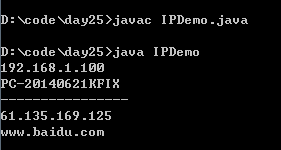 D:\code\day25>javac IPDemo.java
D:\code\day25>java IPDemo
192.168.1.100
PC-20140621KFIX
----------------
61.135.169.125
www.baidu.com